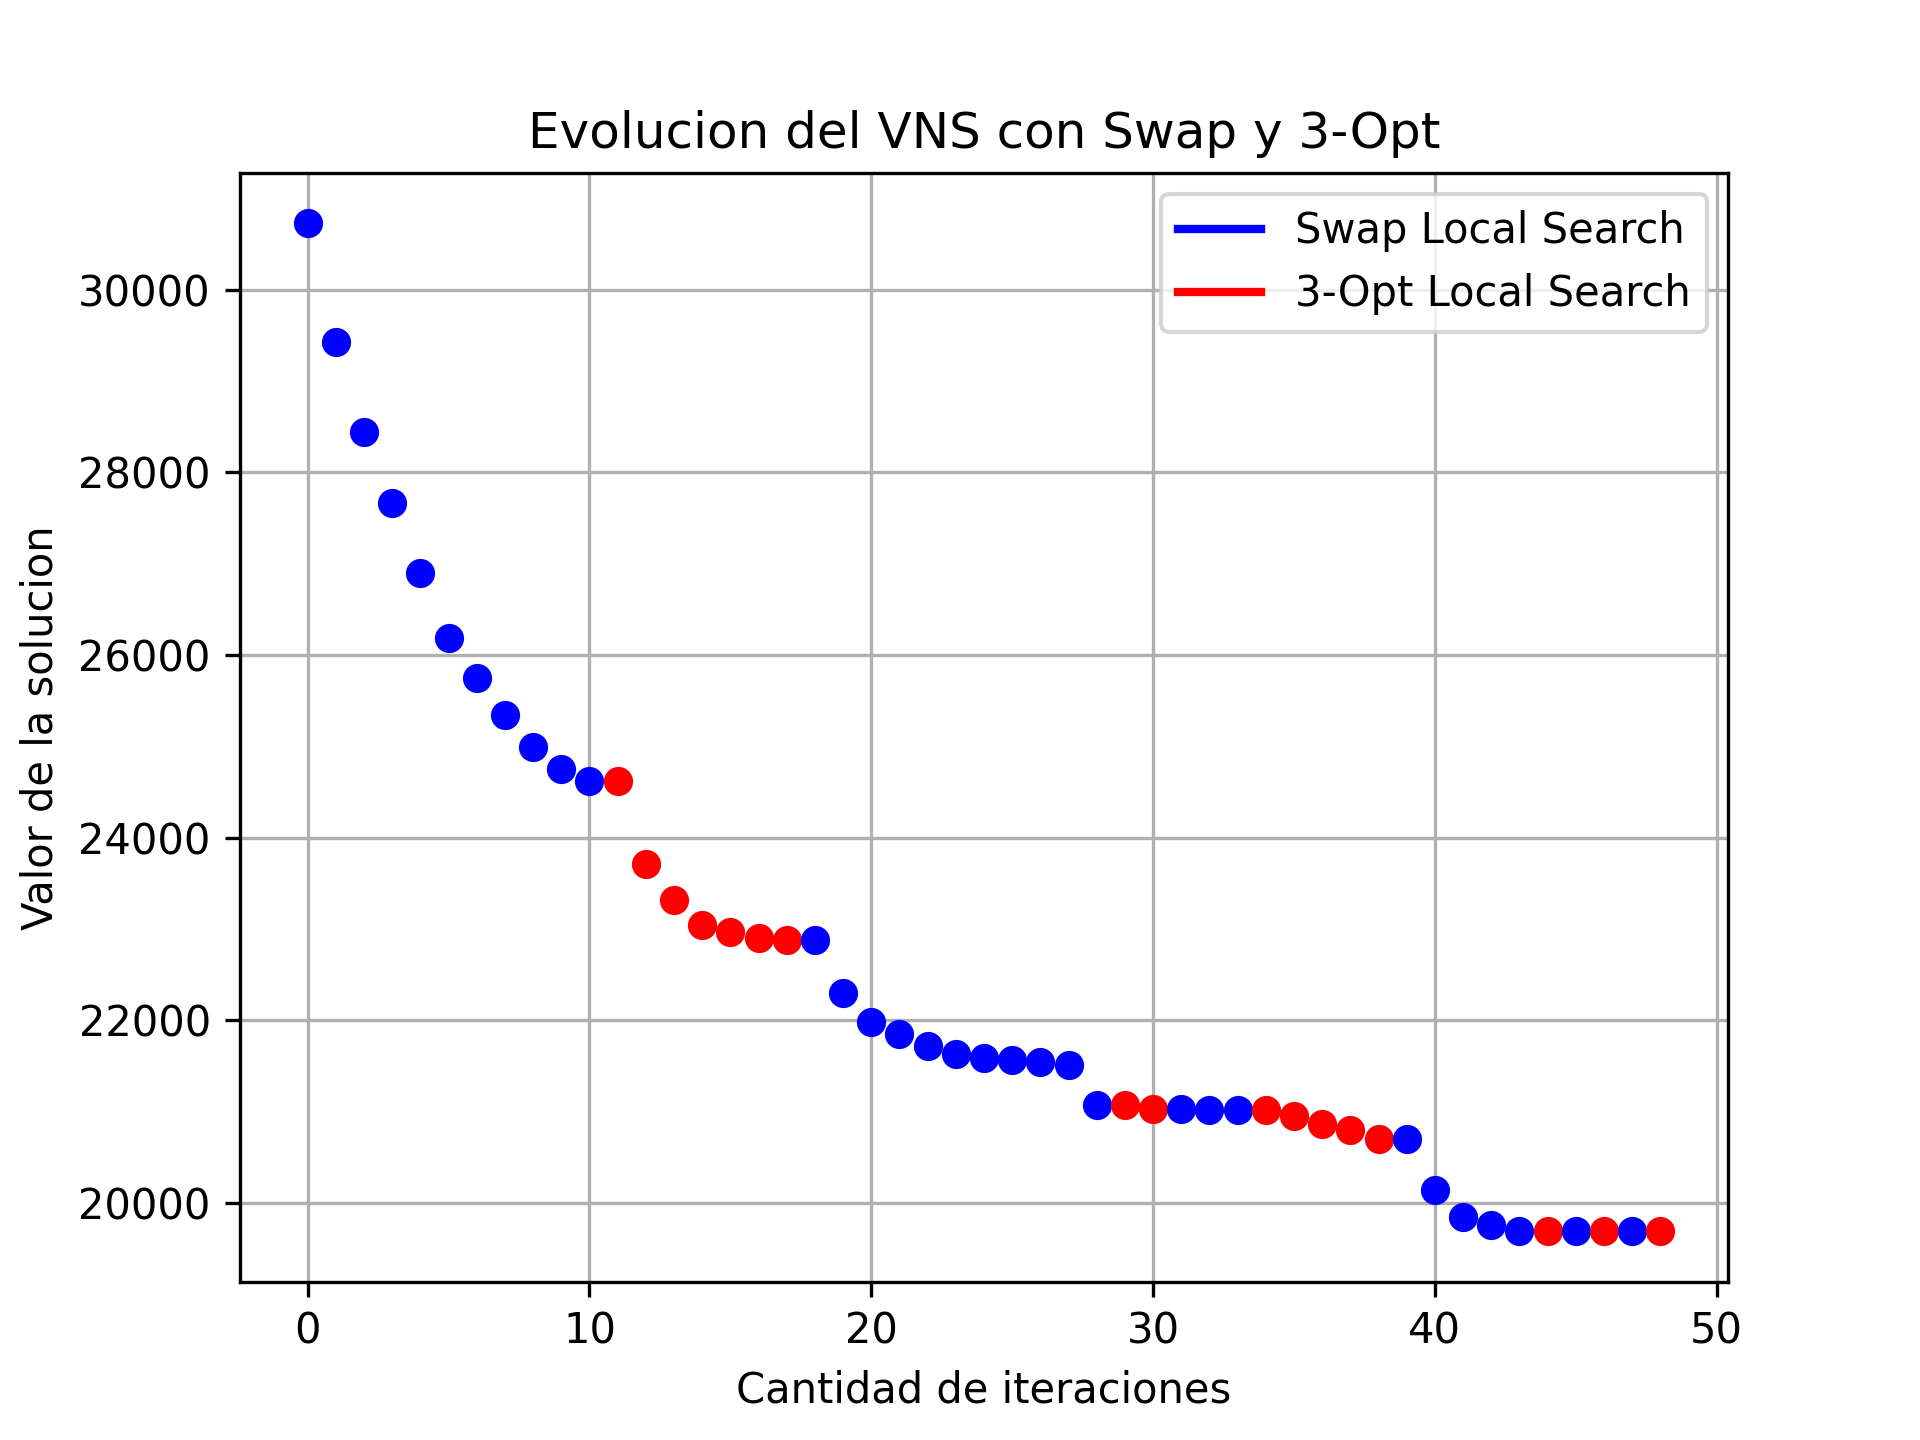 Evolucion del VNS con Swap y 3-Opt
Swap Local Search
3-Opt Local Search
Valor de la solucion
30000
28000
26000
24000
22000
20000
0 10 20 30 40 50
Cantidad de iteraciones